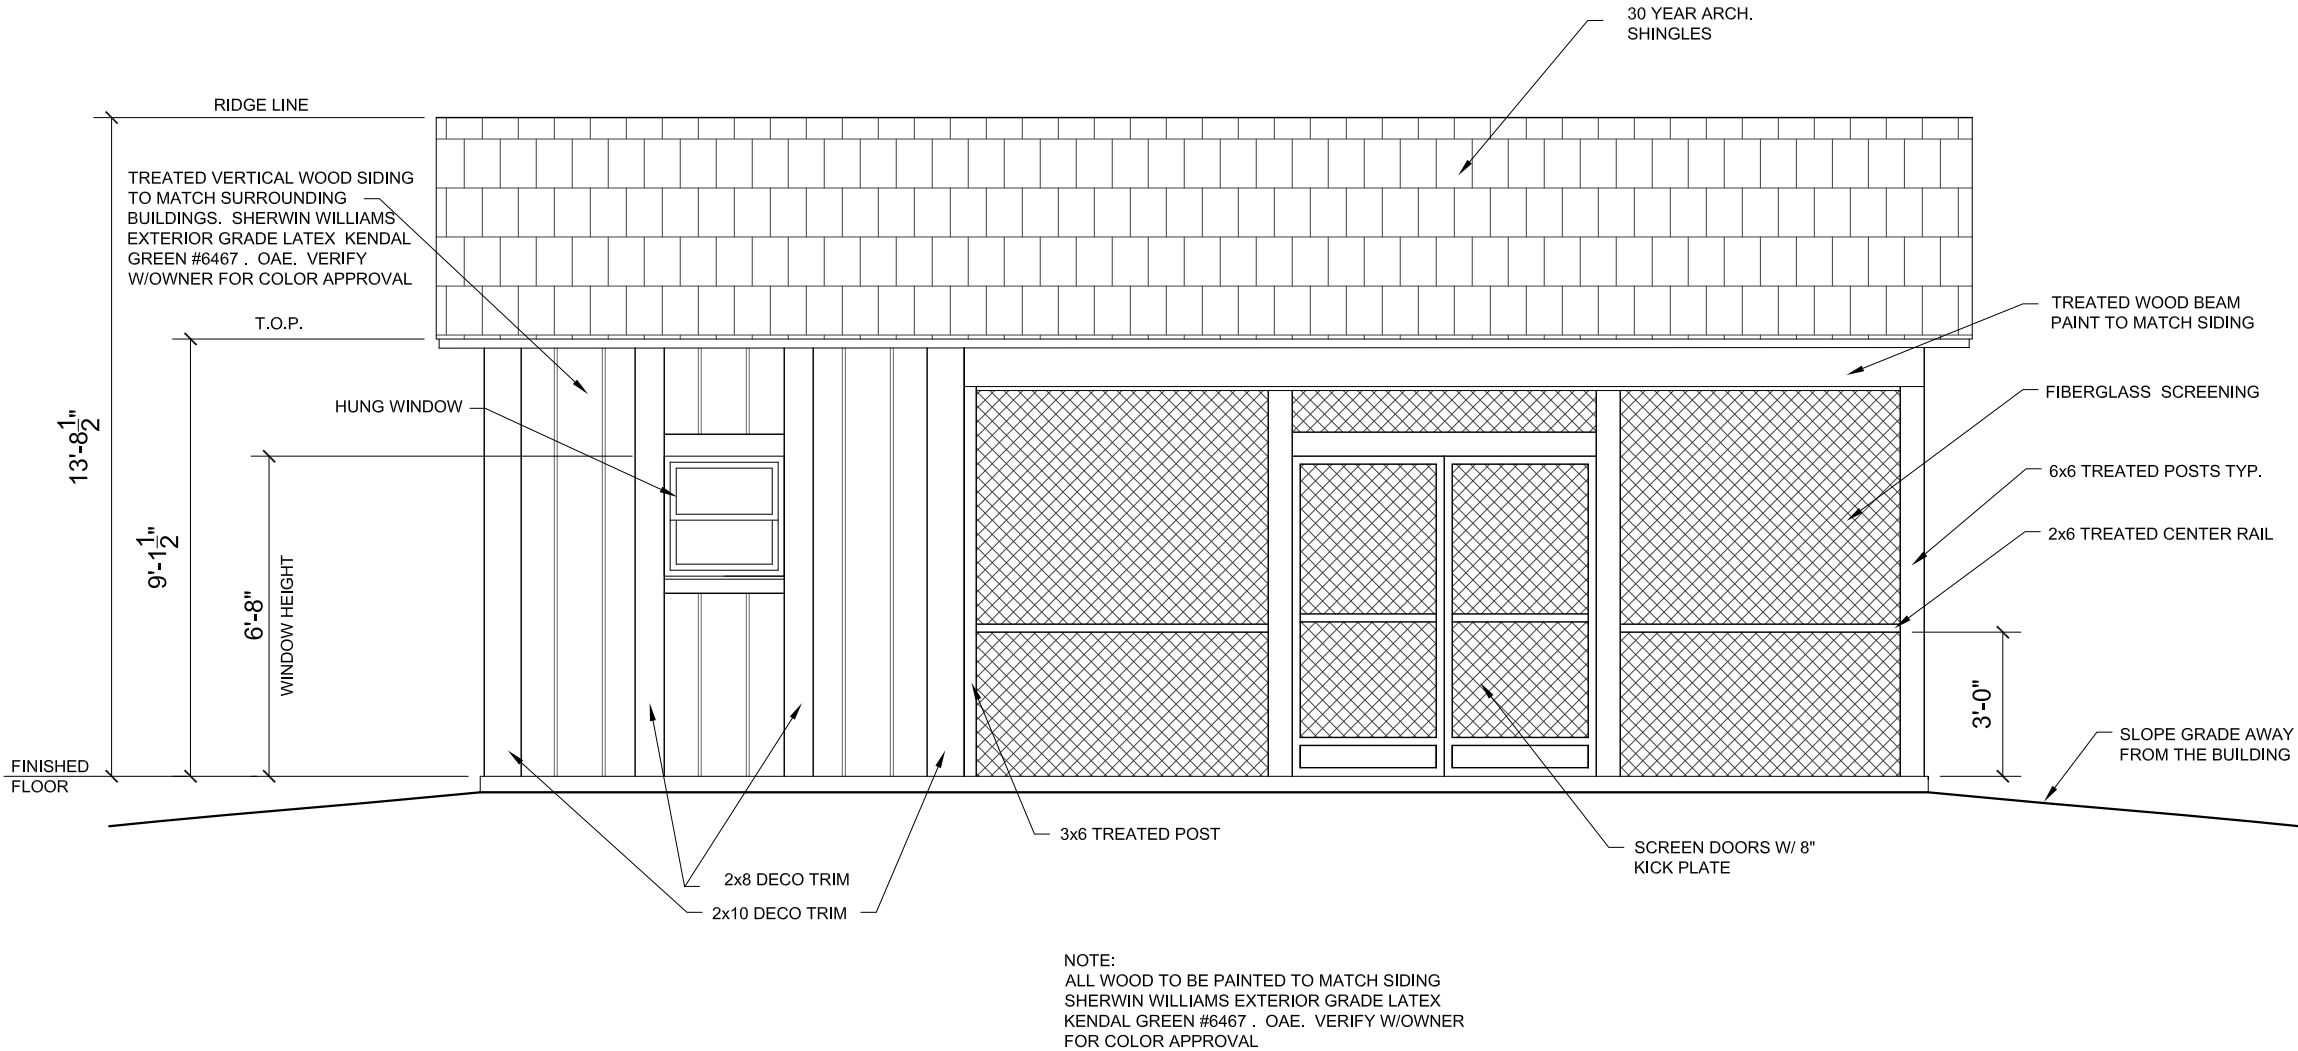 30 YEAR ARCH.
SHINGLES
RIDGE LINE
TREATED VERTICAL WOOD SIDING
TO MATCH SURROUNDING
BUILDINGS. SHERWIN WILLIAMS
EXTERIOR GRADE LATEX KENDAL
GREEN #6467 . OAE. VERIFY
W/OWNER FOR COLOR APPROVAL
T.O.P.
TREATED WOOD BEAM
PAINT TO MATCH SIDING
HUNG WINDOW
FIBERGLASS SCREENING
13'-8 1/2"
6x6 TREATED POSTS TYP.
9'-1 1/2"
2x6 TREATED CENTER RAIL
6'-8"
WINDOW HEIGHT
3'-0"
SLOPE GRADE AWAY
FROM THE BUILDING
FINISHED
FLOOR
3x6 TREATED POST
SCREEN DOORS W/ 8"
KICK PLATE
2x8 DECO TRIM
2x10 DECO TRIM
NOTE:
ALL WOOD TO BE PAINTED TO MATCH SIDING
SHERWIN WILLIAMS EXTERIOR GRADE LATEX
KENDAL GREEN #6467 . OAE. VERIFY W/OWNER
FOR COLOR APPROVAL